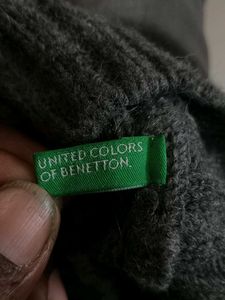 UNITED COLORS
OF BENETTON.